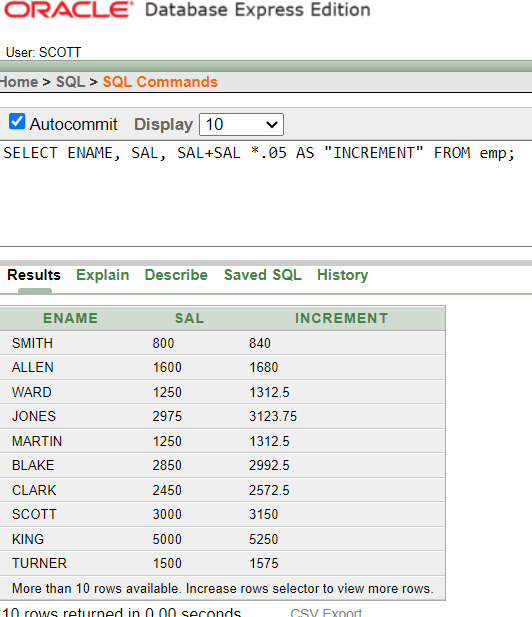 ORACLE® Database Express Edition
User: SCOTT
Home > SQL > SQL Commands
Autocommit Display 10
SELECT ENAME, SAL, SAL+SAL *.05 AS "INCREMENT" FROM emp;
Results Explain Describe Saved SQL History
ENAME SAL INCREMENT
SMITH 800 840
ALLEN 1600 1680
WARD 1250 1312.5
JONES 2975 3123.75
MARTIN 1250 1312.5
BLAKE 2850 2992.5
CLARK 2450 2572.5
SCOTT 3000 3150
KING 5000 5250
TURNER 1500 1575
More than 10 rows available. Increase rows selector to view more rows.
10 rows returned in 0.00 seconds CSV Export